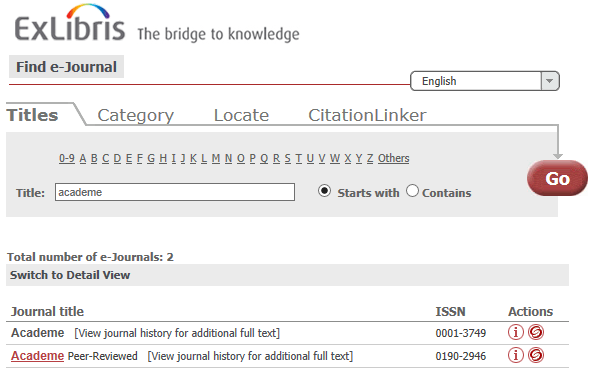 ExLibris The bridge to knowledge
Find e-Journal
English
Titles Category Locate CitationLinker
0-9 A B C D E F G H I J K L M N O P Q R S T U V W X Y Z Others
Title: academe Starts with Contains
Go
Total number of e-Journals: 2
Switch to Detail View
Journal title ISSN Actions
Academe [View journal history for additional full text] 0001-3749 i S
Academe Peer-Reviewed [View journal history for additional full text] 0190-2946 i S